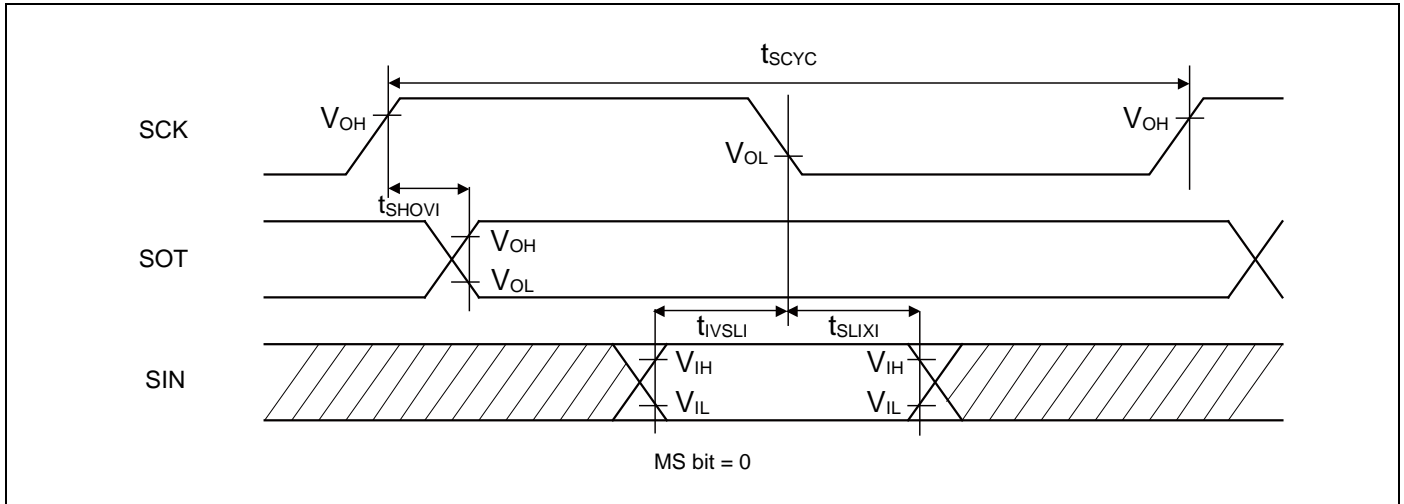 tSCYC
SCK
VOH
VOL
VOH
tSHOVI
SOT
VOH
VOL
tIVSLI
tSLIXI
SIN
VIH
VIH
VIL
VIL
MS bit = 0